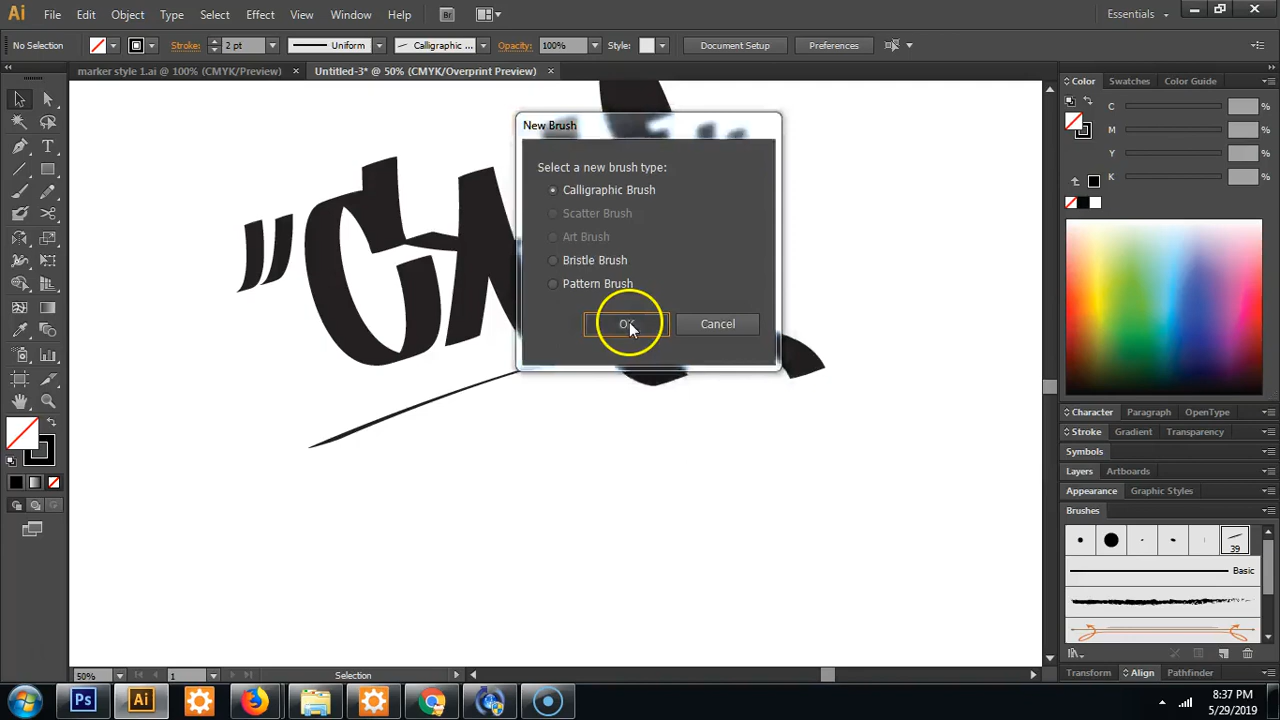 Ai File Edit Object Type Select Effect View Window Help Br Essentials
No Selection Stroke: 2 pt Uniform Calligraphic ... Opacity: 100% Style: Document Setup Preferences
marker style 1.ai @ 100% (CMYK/Preview) × Untitled-3* @ 50% (CMYK/Overprint Preview) ×
Color Swatches Color Guide
C %
M %
Y %
K %
New Brush
Select a new brush type:
Calligraphic Brush
Scatter Brush
Art Brush
Bristle Brush
Pattern Brush
OK Cancel
Character Paragraph OpenType
Stroke Gradient Transparency
Symbols
Layers Artboards
Appearance Graphic Styles
Brushes
39
Basic
Transform Align Pathfinder
50% 1 Selection
Ps Ai
8:37 PM
5/29/2019